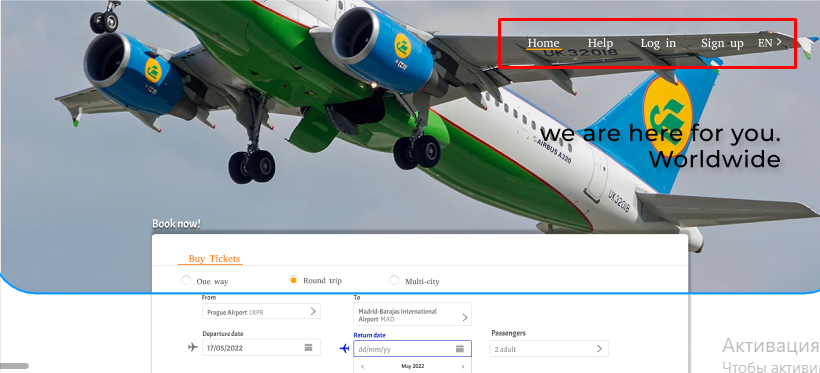 Home Help Log in Sign up EN
UK32018
we are here for you.
Worldwide
AIRBUS A320
UK32018
Book now!
Buy Tickets
One way Round trip Multi-city
From To
Prague Airport LKPR Madrid-Barajas International
Airport MAD
Departure date Return date Passengers
17/05/2022 dd/mm/yy 2 adult
May 2022
Активация
Чтобы активи